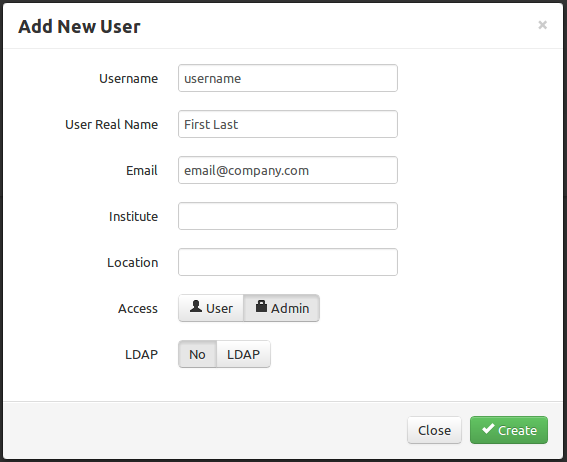 Add New User ×
Username username
User Real Name First Last
Email email@company.com
Institute
Location
Access User Admin
LDAP No LDAP
Close Create